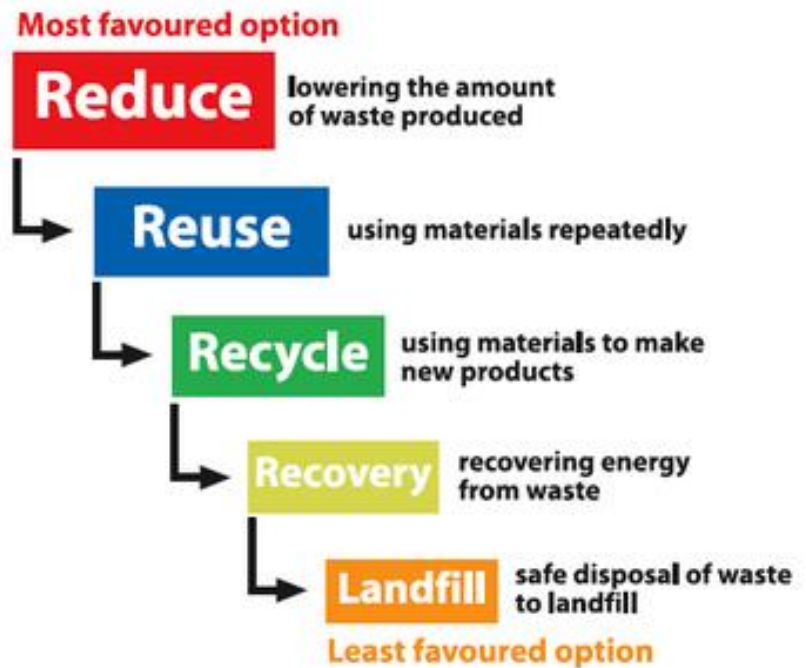 Most favoured option
Reduce
lowering the amount
of waste produced
Reuse
using materials repeatedly
Recycle
using materials to make
new products
Recovery
recovering energy
from waste
Landfill
safe disposal of waste
to landfill
Least favoured option